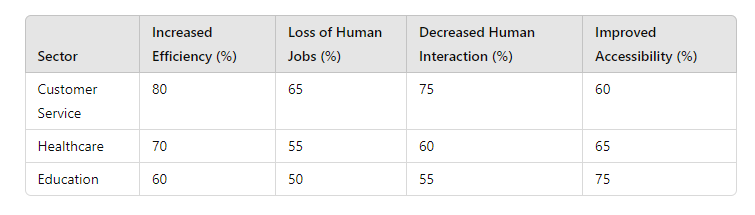 Sector Increased Efficiency (%) Loss of Human Jobs (%) Decreased Human Interaction (%) Improved Accessibility (%)
Customer Service 80 65 75 60
Healthcare 70 55 60 65
Education 60 50 55 75